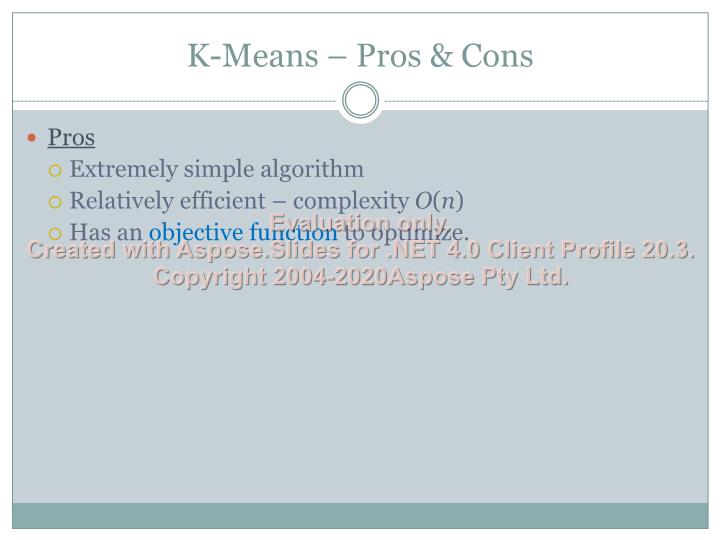 K-Means – Pros & Cons
Pros
Extremely simple algorithm
Relatively efficient – complexity O(n)
Has an objective function to optimize.
Evaluation only.
Created with Aspose.Slides for .NET 4.0 Client Profile 20.3.
Copyright 2004-2020Aspose Pty Ltd.